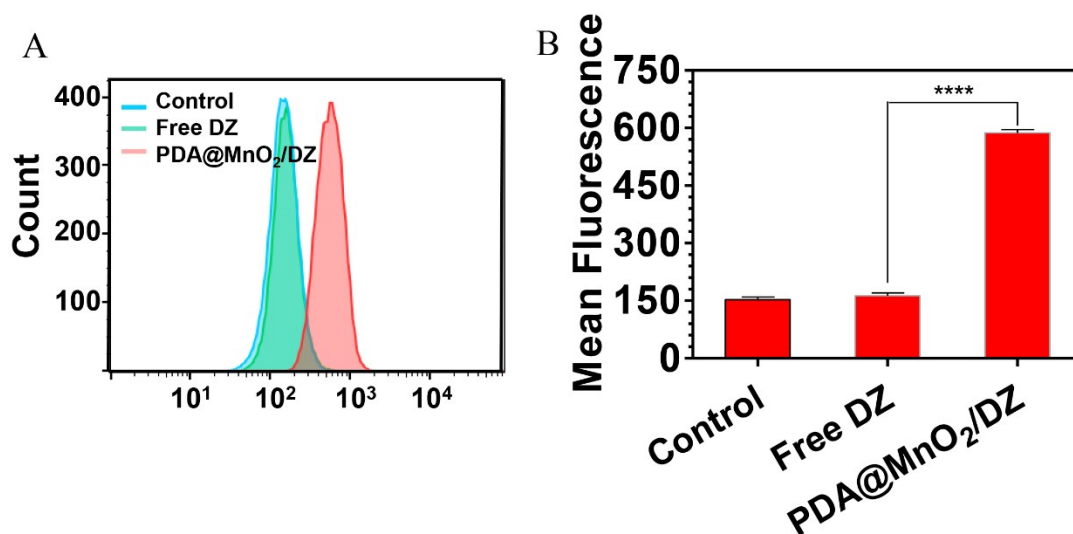 A
Count
400
300
200
100
Control
Free DZ
PDA@MnO₂/DZ
10¹
10²
10³
10⁴
B
Mean Fluorescence
750
600
450
300
150
0
****
Control
Free DZ
PDA@MnO₂/DZ